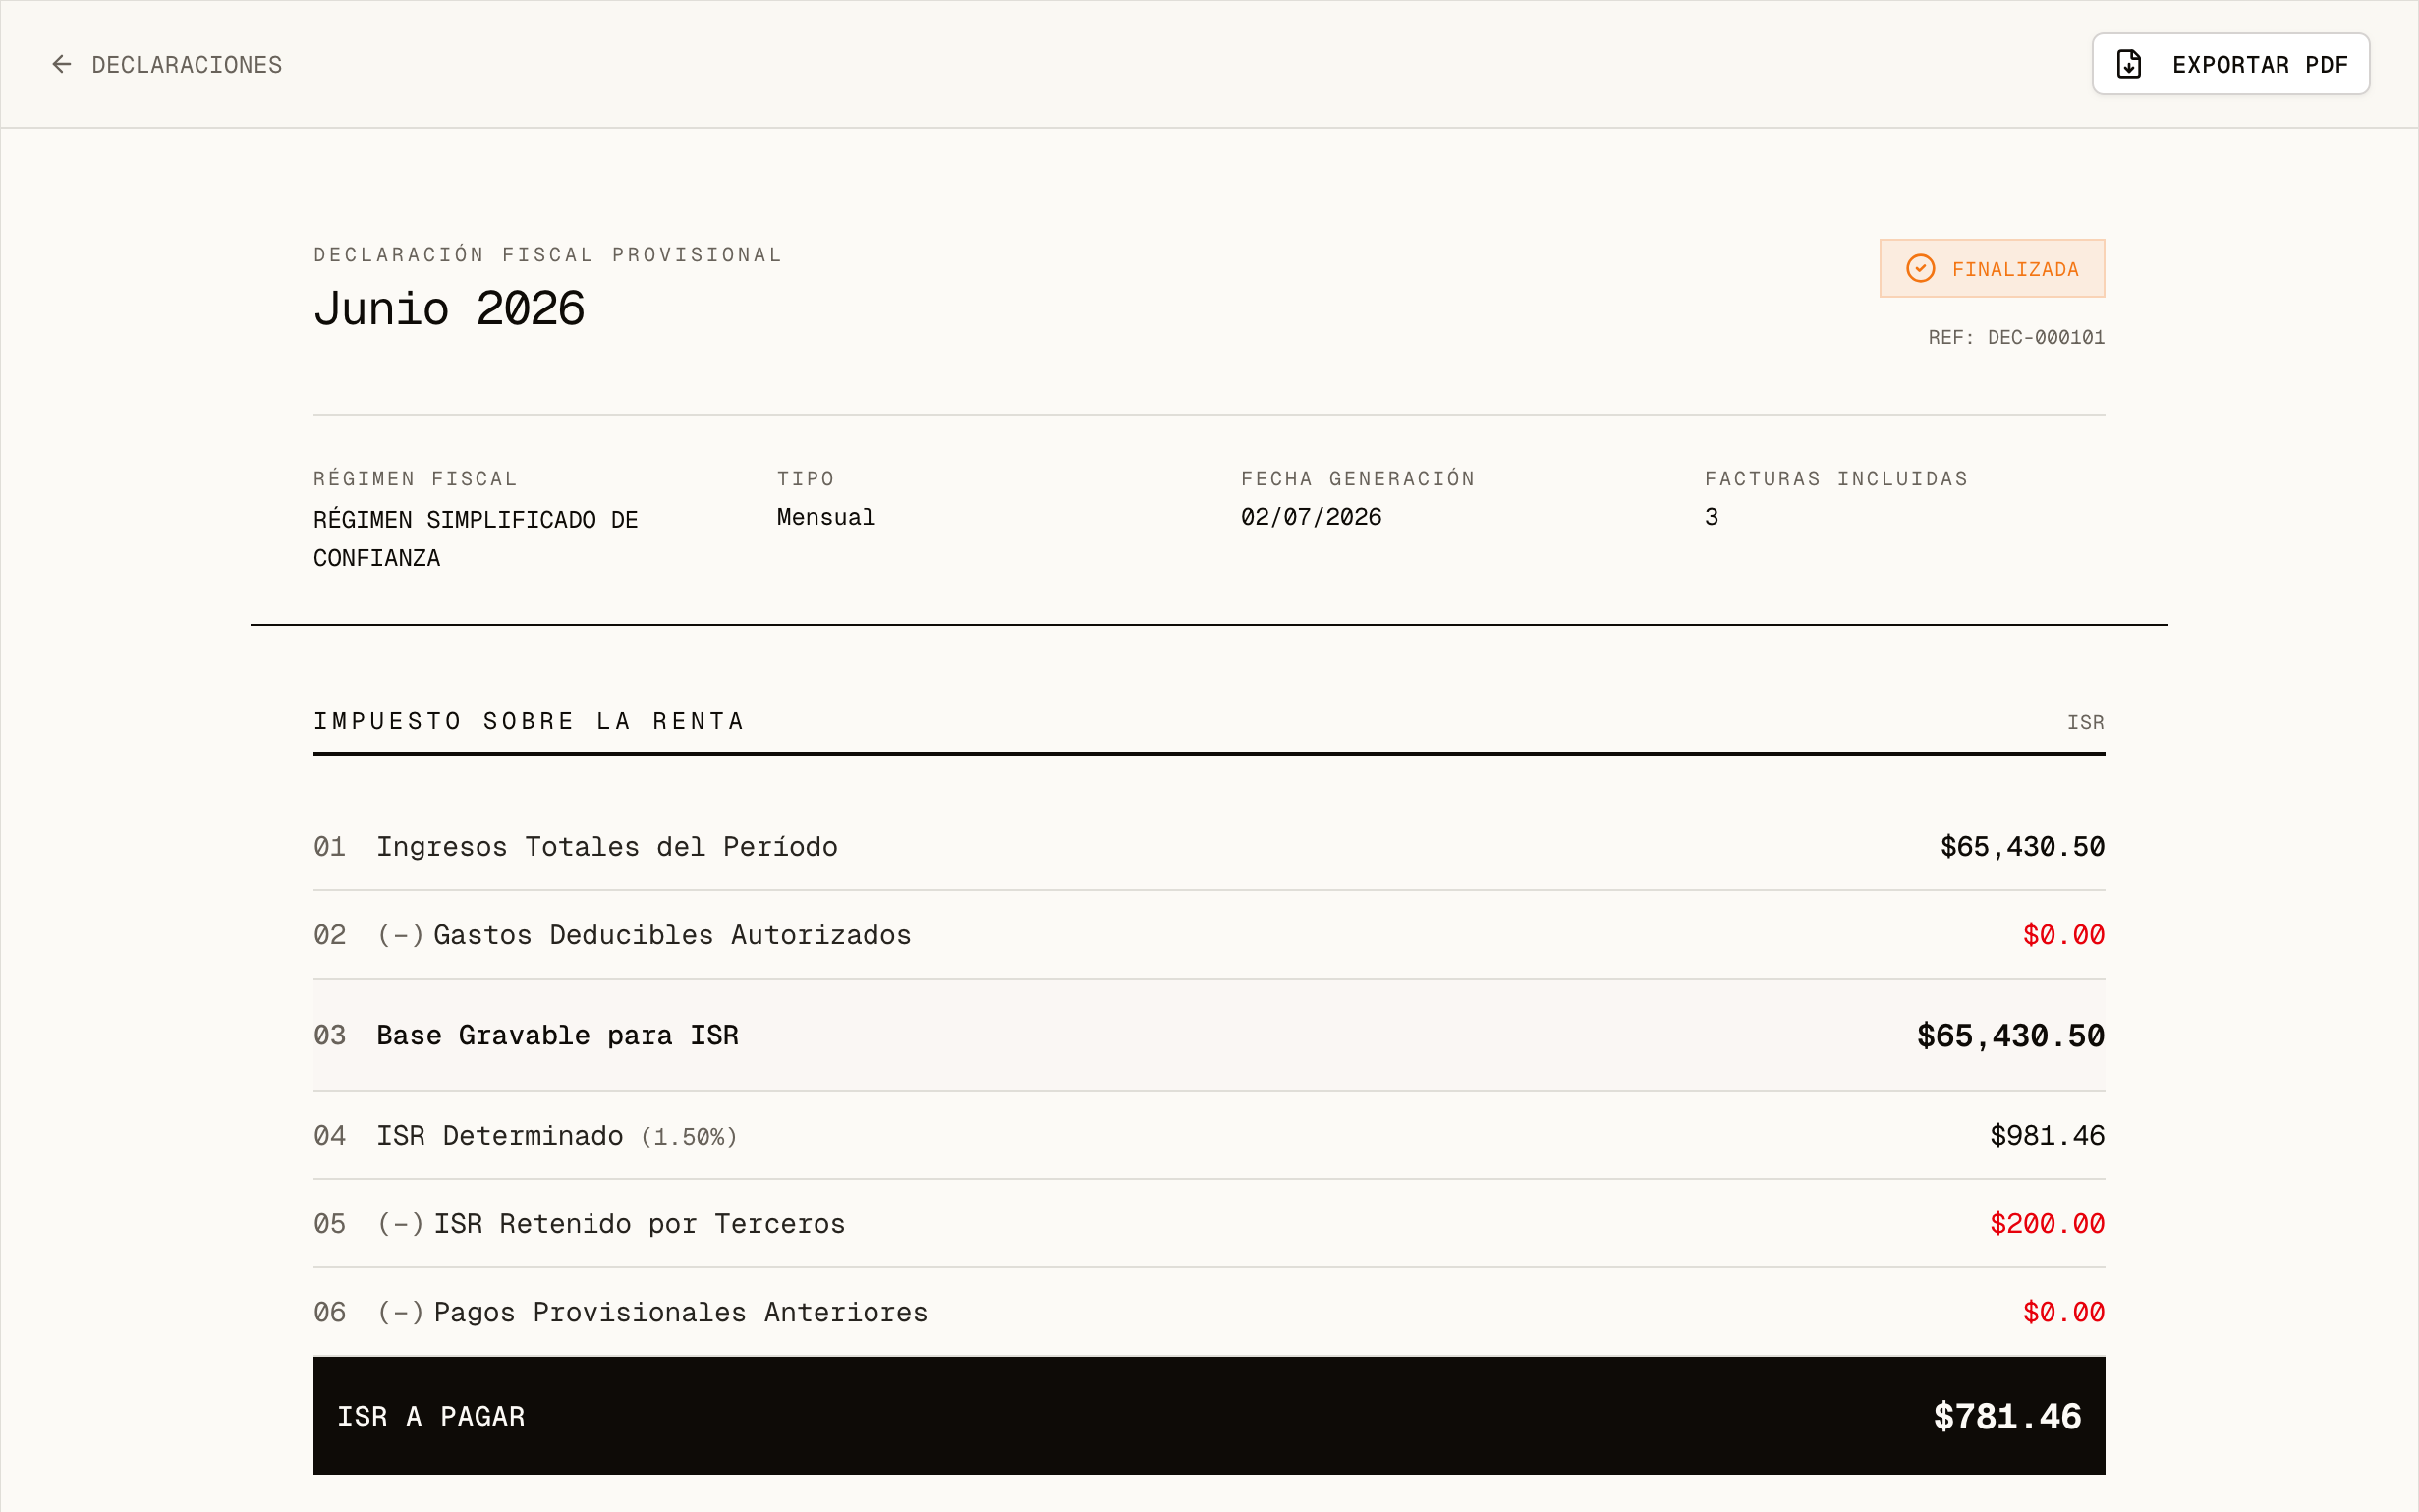 DECLARACIONES
EXPORTAR PDF
DECLARACIÓN FISCAL PROVISIONAL
Junio 2026
FINALIZADA
REF: DEC-000101
RÉGIMEN FISCAL
RÉGIMEN SIMPLIFICADO DE
CONFIANZA
TIPO
Mensual
FECHA GENERACIÓN
02/07/2026
FACTURAS INCLUIDAS
3
IMPUESTO SOBRE LA RENTA ISR
01 Ingresos Totales del Período $65,430.50
02 (-) Gastos Deducibles Autorizados $0.00
03 Base Gravable para ISR $65,430.50
04 ISR Determinado (1.50%) $981.46
05 (-) ISR Retenido por Terceros $200.00
06 (-) Pagos Provisionales Anteriores $0.00
ISR A PAGAR $781.46